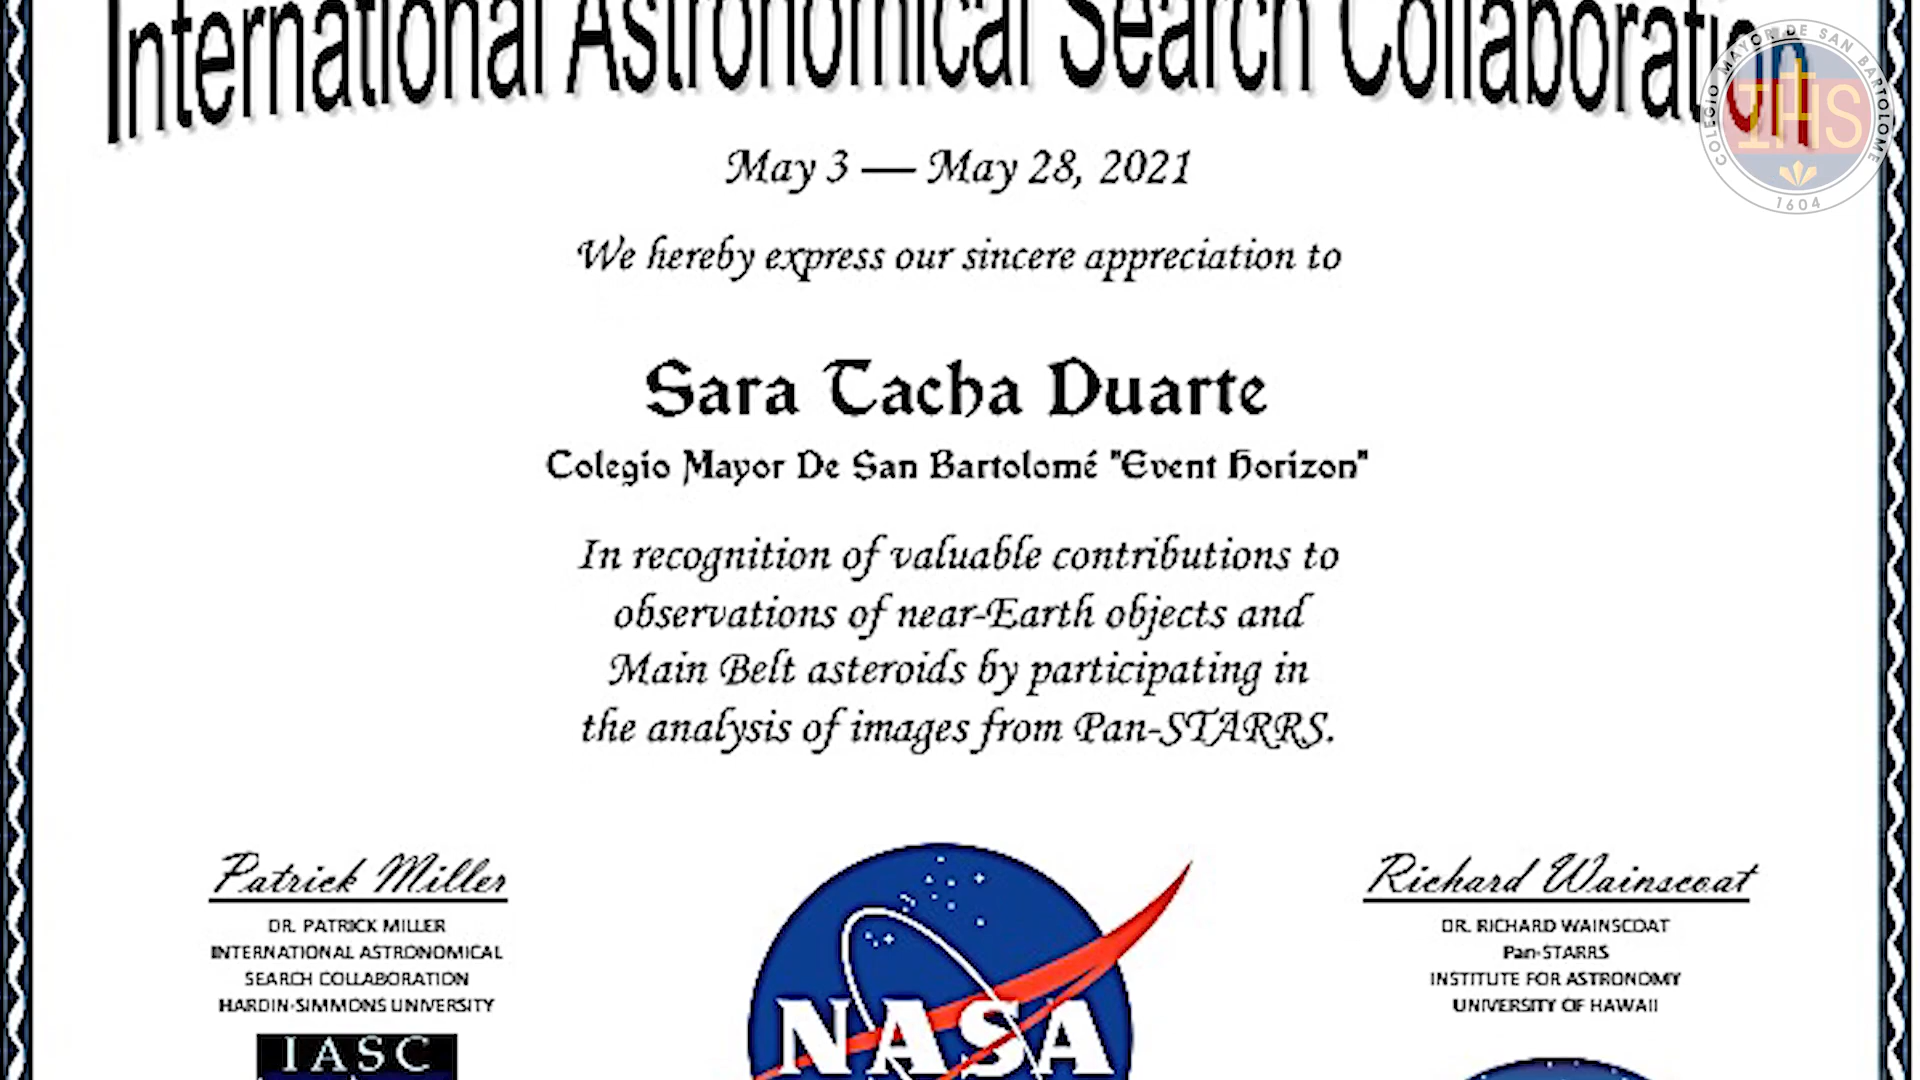 International Astronomical Search Collaboration
COLEGIO MAYOR DE SAN BARTOLOME
IHS
1604
May 3 — May 28, 2021
We hereby express our sincere appreciation to
Sara Tacha Duarte
Colegio Mayor De San Bartolomé "Event Horizon"
In recognition of valuable contributions to
observations of near-Earth objects and
Main Belt asteroids by participating in
the analysis of images from Pan-STARRS.
Patrick Miller
DR. PATRICK MILLER
INTERNATIONAL ASTRONOMICAL
SEARCH COLLABORATION
HARDIN-SIMMONS UNIVERSITY
IASC
NASA
Richard Wainscoat
DR. RICHARD WAINSCOAT
Pan-STARRS
INSTITUTE FOR ASTRONOMY
UNIVERSITY OF HAWAII